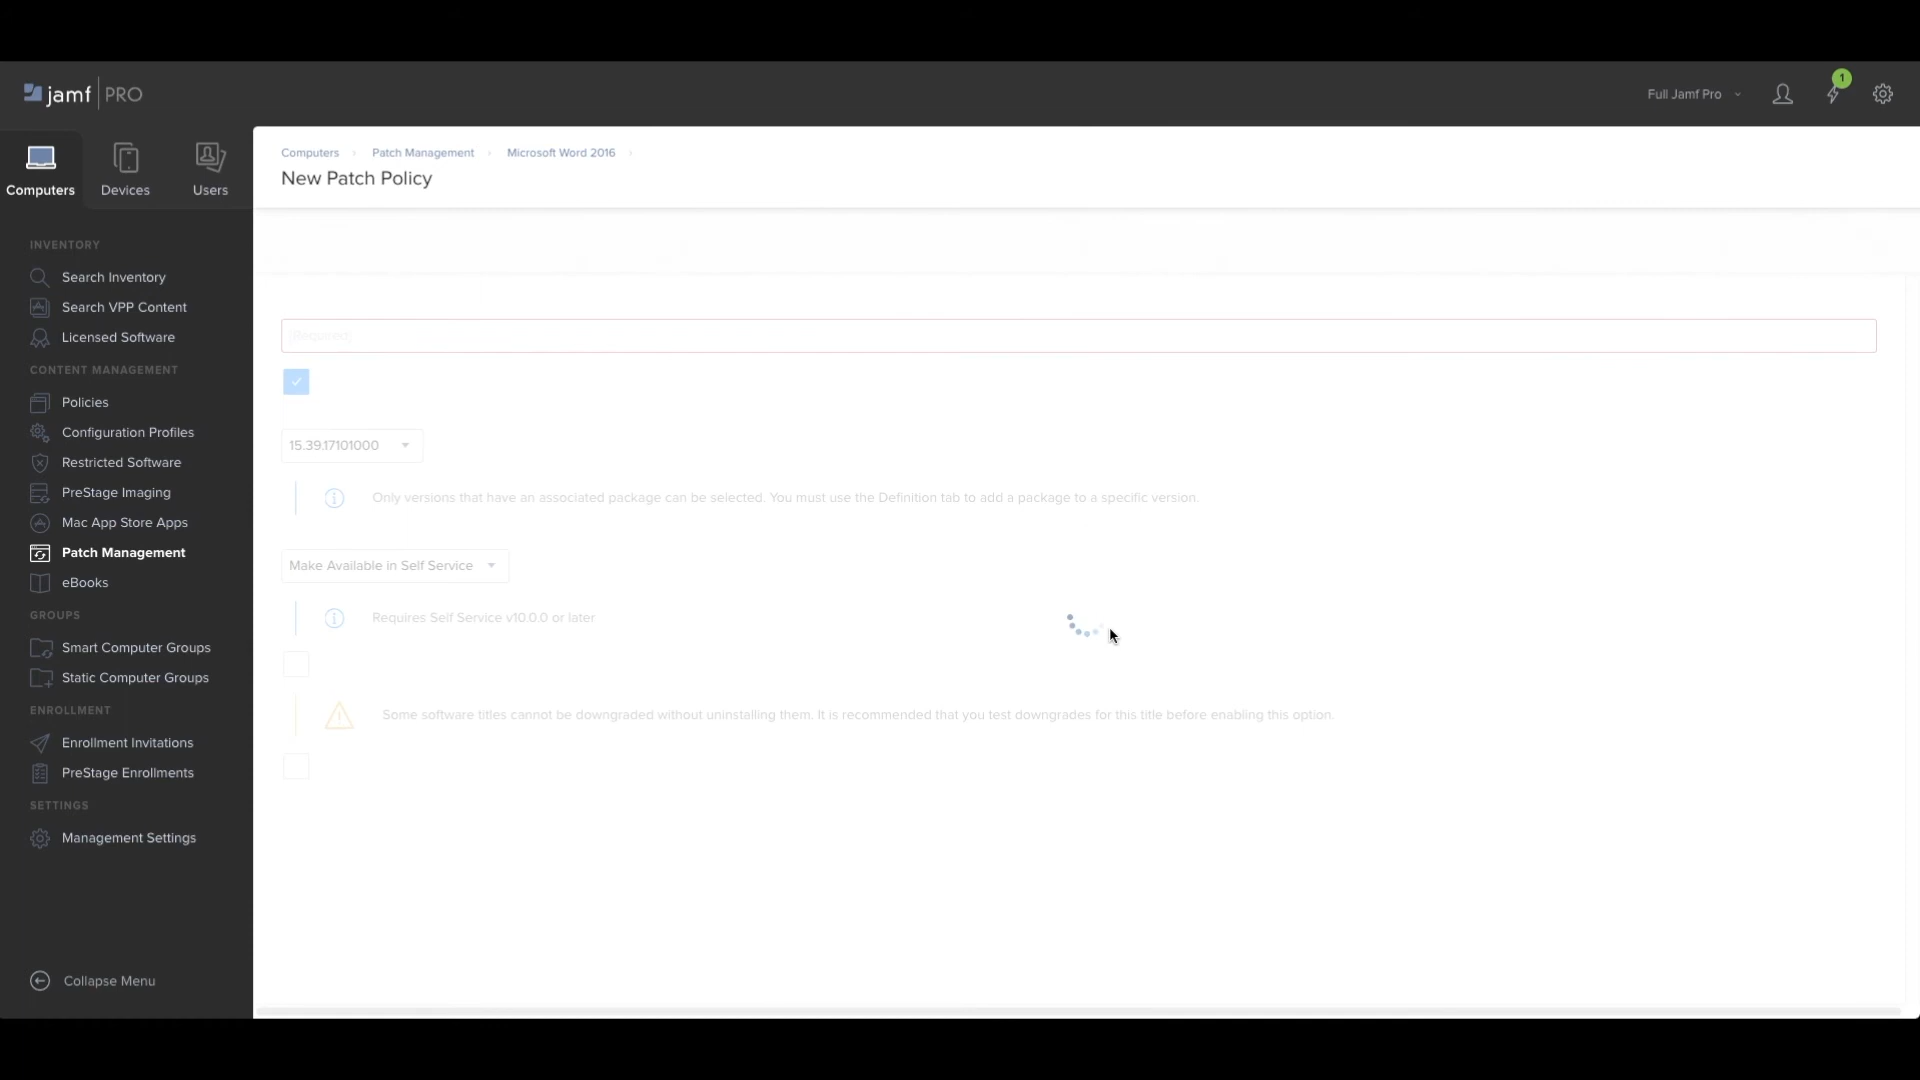 jamf PRO
Full Jamf Pro
1
Computers
Devices
Users
Computers › Patch Management › Microsoft Word 2016 ›
New Patch Policy
INVENTORY
Search Inventory
Search VPP Content
Licensed Software
CONTENT MANAGEMENT
Policies
Configuration Profiles
Restricted Software
PreStage Imaging
Mac App Store Apps
Patch Management
eBooks
GROUPS
Smart Computer Groups
Static Computer Groups
ENROLLMENT
Enrollment Invitations
PreStage Enrollments
SETTINGS
Management Settings
Collapse Menu
[Required]
15.39.17101000
Only versions that have an associated package can be selected. You must use the Definition tab to add a package to a specific version.
Make Available in Self Service
Requires Self Service v10.0.0 or later
Some software titles cannot be downgraded without uninstalling them. It is recommended that you test downgrades for this title before enabling this option.